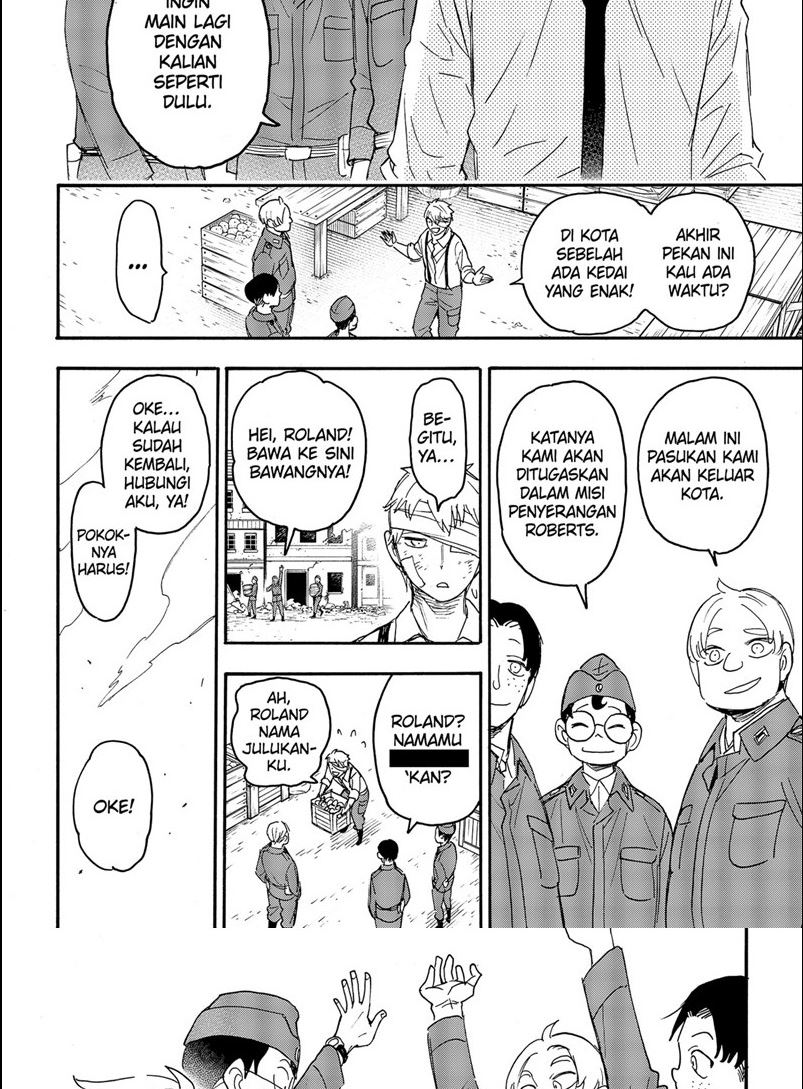 INGIN
MAIN LAGI
DENGAN
KALIAN
SEPERTI
DULU.
AKHIR
PEKAN INI
KAU ADA
WAKTU?
DI KOTA
SEBELAH
ADA KEDAI
YANG ENAK!
...
MALAM INI
PASUKAN KAMI
AKAN KELUAR
KOTA.
KATANYA
KAMI AKAN
DITUGASKAN
DALAM MISI
PENYERANGAN
ROBERTS.
BE-
GITU,
YA...
HEI, ROLAND!
BAWA KE SINI
BAWANGNYA!
ROLAND?
NAMAMU
'KAN?
AH,
ROLAND
NAMA
JULUKAN-
KU.
OKE...
KALAU
SUDAH
KEMBALI,
HUBUNGI
AKU, YA!
POKOK-
NYA
HARUS!
OKE!